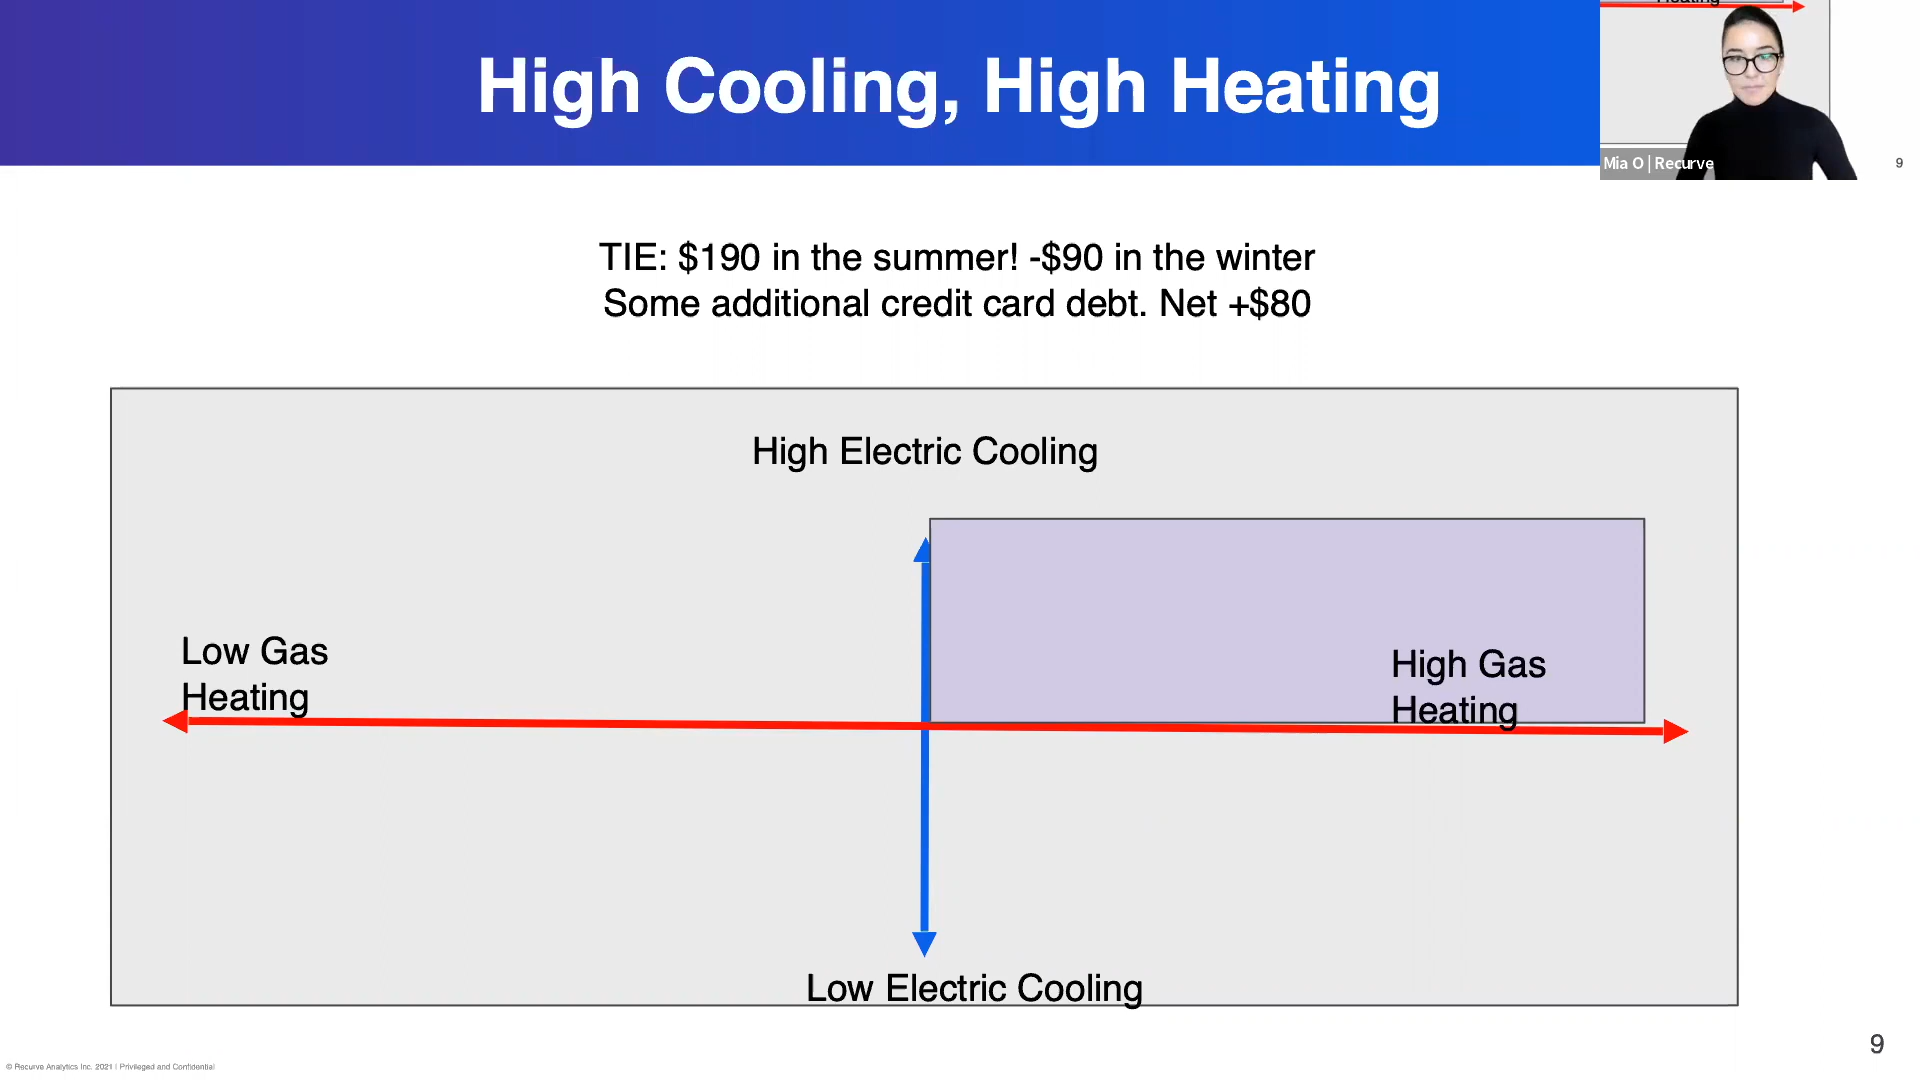 High Cooling, High Heating
Heating
Mia O | Recurve
9
TIE: $190 in the summer! -$90 in the winter
Some additional credit card debt. Net +$80
High Electric Cooling
Low Gas
Heating
High Gas
Heating
Low Electric Cooling
9
© Recurve Analytics Inc. 2021 | Privileged and Confidential